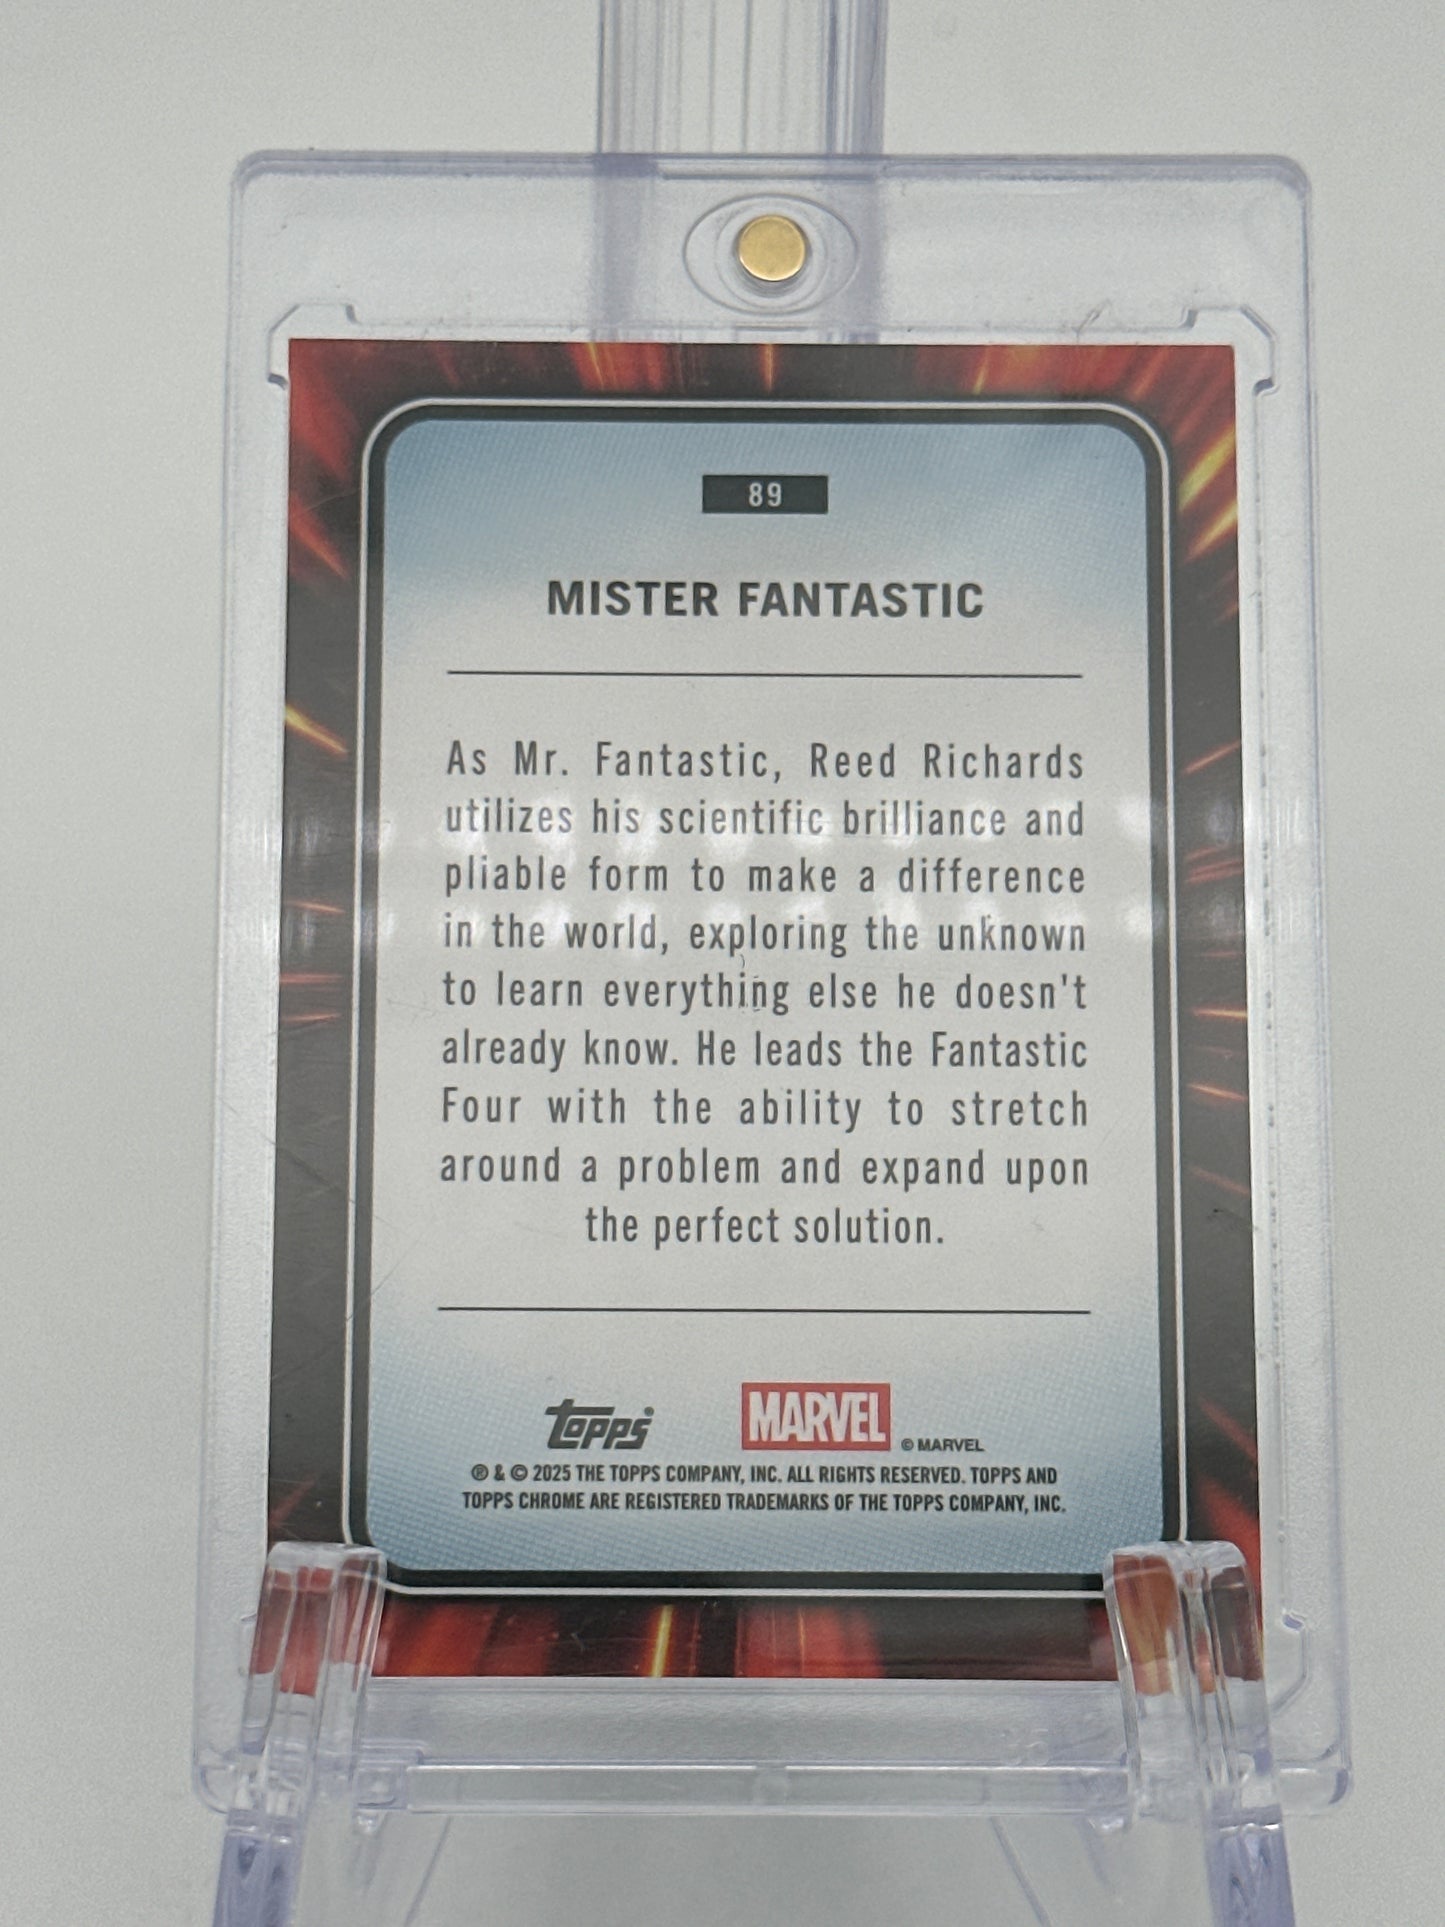 89
MISTER FANTASTIC
As Mr. Fantastic, Reed Richards
utilizes his scientific brilliance and
pliable form to make a difference
in the world, exploring the unknown
to learn everything else he doesn't
already know. He leads the Fantastic
Four with the ability to stretch
around a problem and expand upon
the perfect solution.
topps MARVEL © MARVEL
® & © 2025 THE TOPPS COMPANY, INC. ALL RIGHTS RESERVED. TOPPS AND
TOPPS CHROME ARE REGISTERED TRADEMARKS OF THE TOPPS COMPANY, INC.